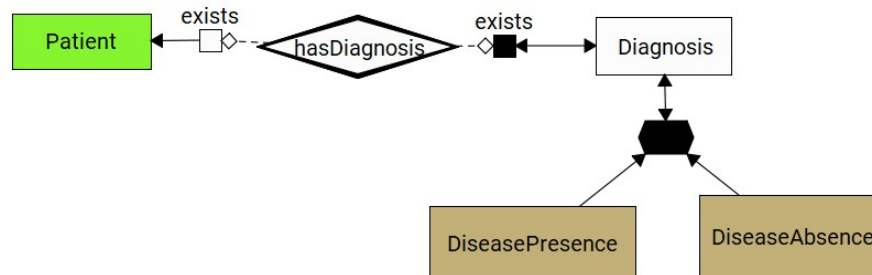 exists
exists
Patient
hasDiagnosis
Diagnosis
DiseasePresence
DiseaseAbsence